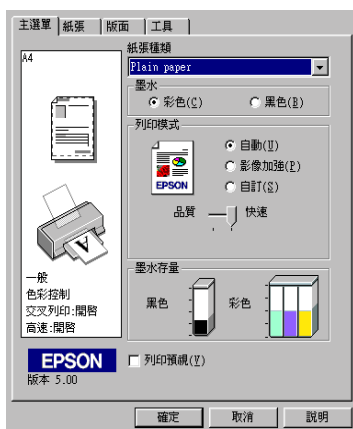 主選單 紙張 版面 工具
A4
紙張種類
Plain paper
墨水
彩色(C) 黑色(B)
列印模式
自動(U)
影像加強(P)
自訂(S)
EPSON
品質 快速
一般
色彩控制
交叉列印:開啓
高速:開啓
墨水存量
黑色 彩色
EPSON
版本 5.00
列印預視(Y)
確定 取消 説明